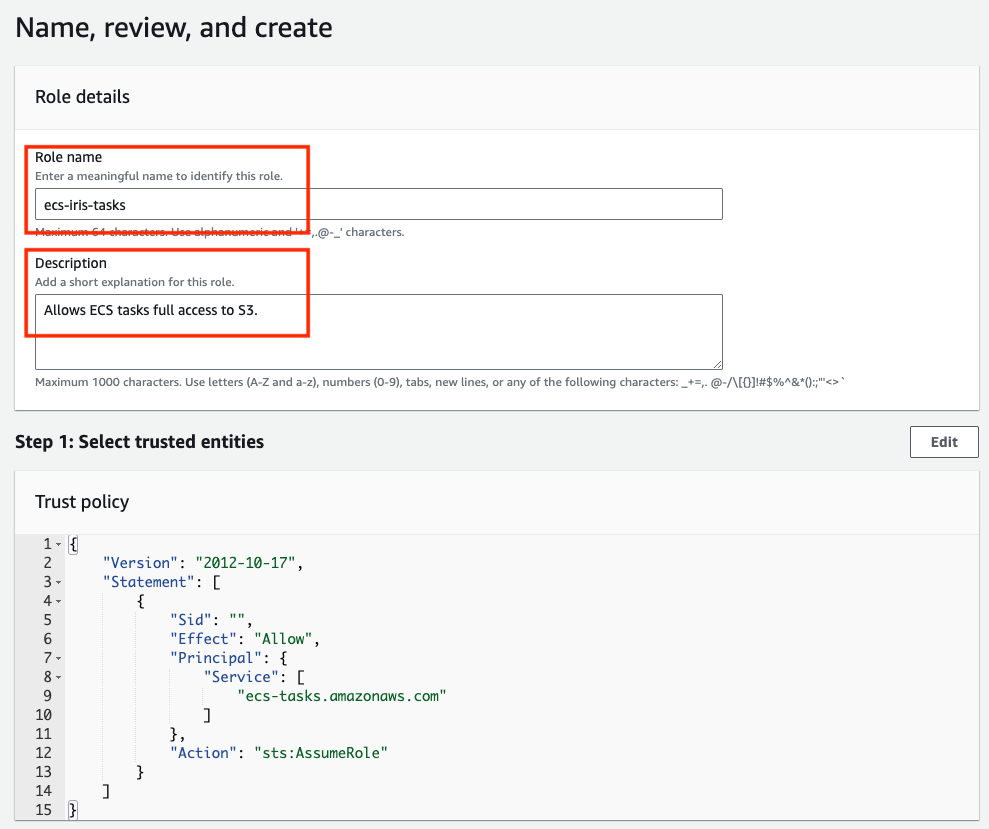 Name, review, and create
Role details
Role name
Enter a meaningful name to identify this role.
ecs-iris-tasks
Maximum 64 characters. Use alphanumeric and '+=,.@-_' characters.
Description
Add a short explanation for this role.
Allows ECS tasks full access to S3.
Maximum 1000 characters. Use letters (A-Z and a-z), numbers (0-9), tabs, new lines, or any of the following characters: _+=,. @-/\[{}]!#$%^&*():;"'<>`
Step 1: Select trusted entities
Edit
Trust policy
1 {
2 "Version": "2012-10-17",
3 "Statement": [
4 {
5 "Sid": "",
6 "Effect": "Allow",
7 "Principal": {
8 "Service": [
9 "ecs-tasks.amazonaws.com"
10 ]
11 },
12 "Action": "sts:AssumeRole"
13 }
14 ]
15 }